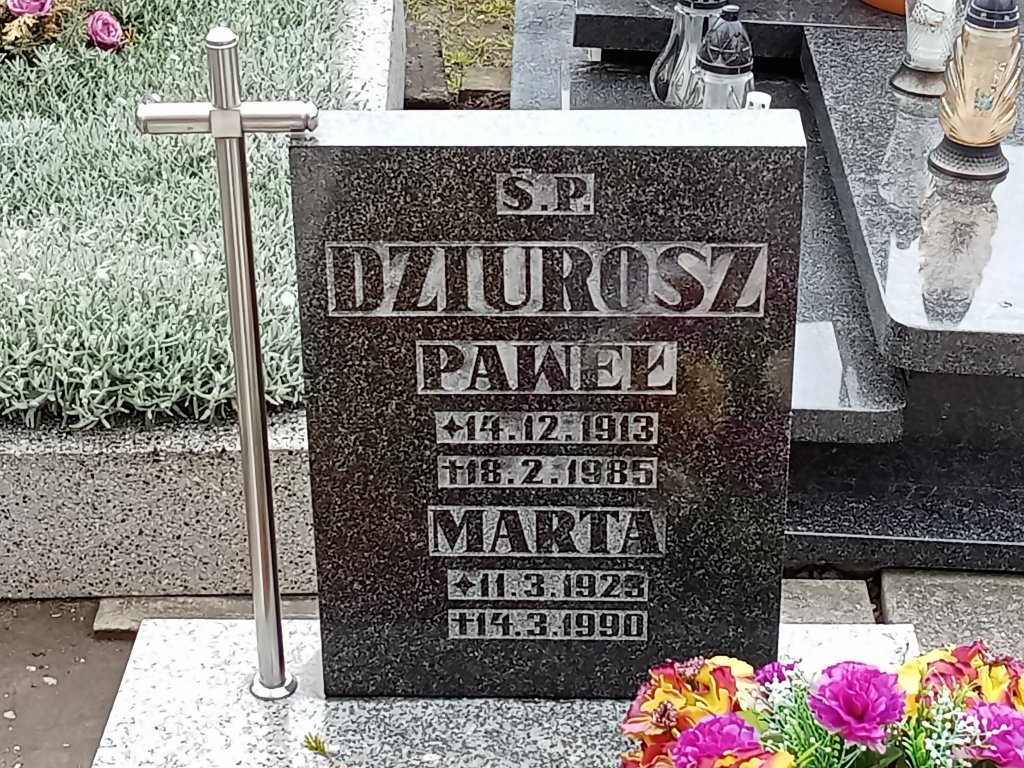 Ś.P.
DZIUROSZ
PAWEŁ
✦14.12.1913
✝18.2.1985
MARTA
✦11.3.1923
✝14.3.1990